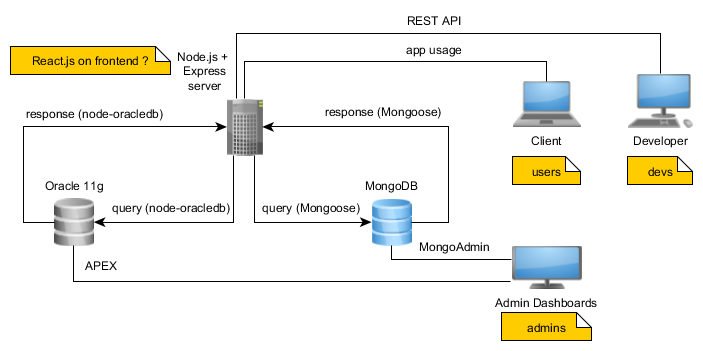 REST API
React.js on frontend ?
Node.js +
Express
server
app usage
response (node-oracledb)
response (Mongoose)
Client
Developer
users
devs
Oracle 11g
MongoDB
query (node-oracledb)
query (Mongoose)
MongoAdmin
APEX
Admin Dashboards
admins